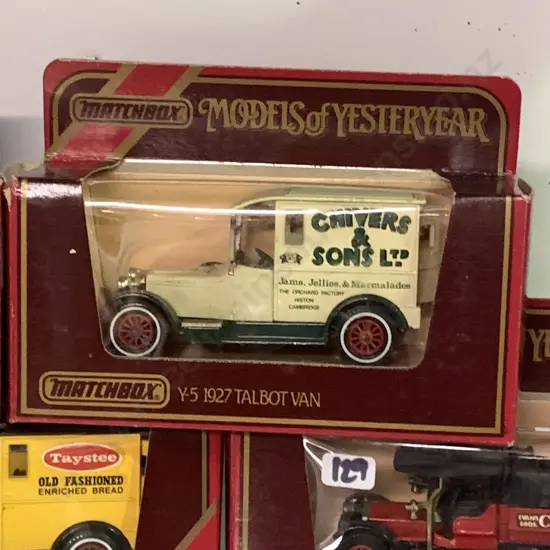 MATCHBOX
MODELS of YESTERYEAR
CHIVERS
&
SONS LTD
Jams, Jellies, & Marmalades
THE ORCHARD FACTORY
HISTON
CAMBRIDGE
MATCHBOX
Y-5 1927 TALBOT VAN
Taystee
OLD FASHIONED
ENRICHED BREAD
129